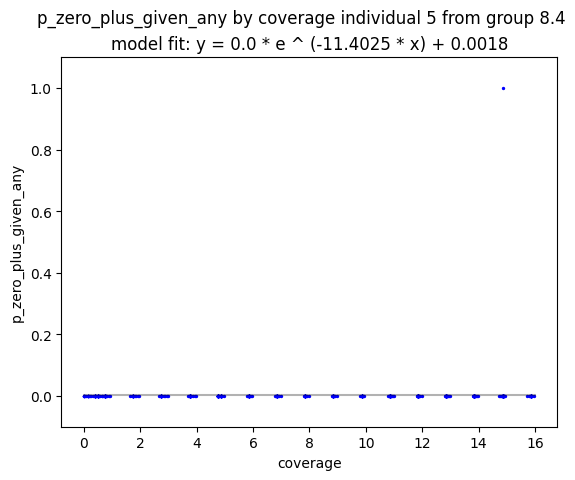 p_zero_plus_given_any by coverage individual 5 from group 8.4
model fit: y = 0.0 * e ^ (-11.4025 * x) + 0.0018
1.0
0.8
0.6
0.4
0.2
0.0
p_zero_plus_given_any
0 2 4 6 8 10 12 14 16
coverage